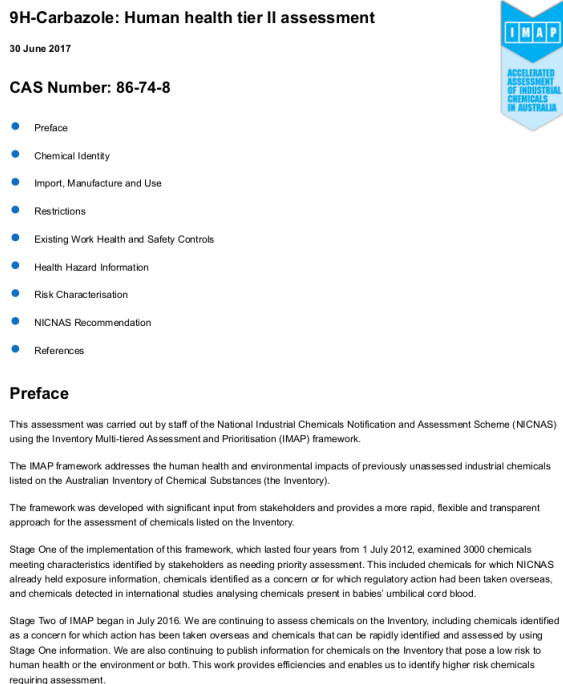 9H-Carbazole: Human health tier II assessment
30 June 2017
CAS Number: 86-74-8
IMAP
ACCELERATED
ASSESSMENT
OF INDUSTRIAL
CHEMICALS
IN AUSTRALIA
Preface
Chemical Identity
Import, Manufacture and Use
Restrictions
Existing Work Health and Safety Controls
Health Hazard Information
Risk Characterisation
NICNAS Recommendation
References
Preface
This assessment was carried out by staff of the National Industrial Chemicals Notification and Assessment Scheme (NICNAS)
using the Inventory Multi-tiered Assessment and Prioritisation (IMAP) framework.
The IMAP framework addresses the human health and environmental impacts of previously unassessed industrial chemicals
listed on the Australian Inventory of Chemical Substances (the Inventory).
The framework was developed with significant input from stakeholders and provides a more rapid, flexible and transparent
approach for the assessment of chemicals listed on the Inventory.
Stage One of the implementation of this framework, which lasted four years from 1 July 2012, examined 3000 chemicals
meeting characteristics identified by stakeholders as needing priority assessment. This included chemicals for which NICNAS
already held exposure information, chemicals identified as a concern or for which regulatory action had been taken overseas,
and chemicals detected in international studies analysing chemicals present in babies' umbilical cord blood.
Stage Two of IMAP began in July 2016. We are continuing to assess chemicals on the Inventory, including chemicals identified
as a concern for which action has been taken overseas and chemicals that can be rapidly identified and assessed by using
Stage One information. We are also continuing to publish information for chemicals on the Inventory that pose a low risk to
human health or the environment or both. This work provides efficiencies and enables us to identify higher risk chemicals
requiring assessment.